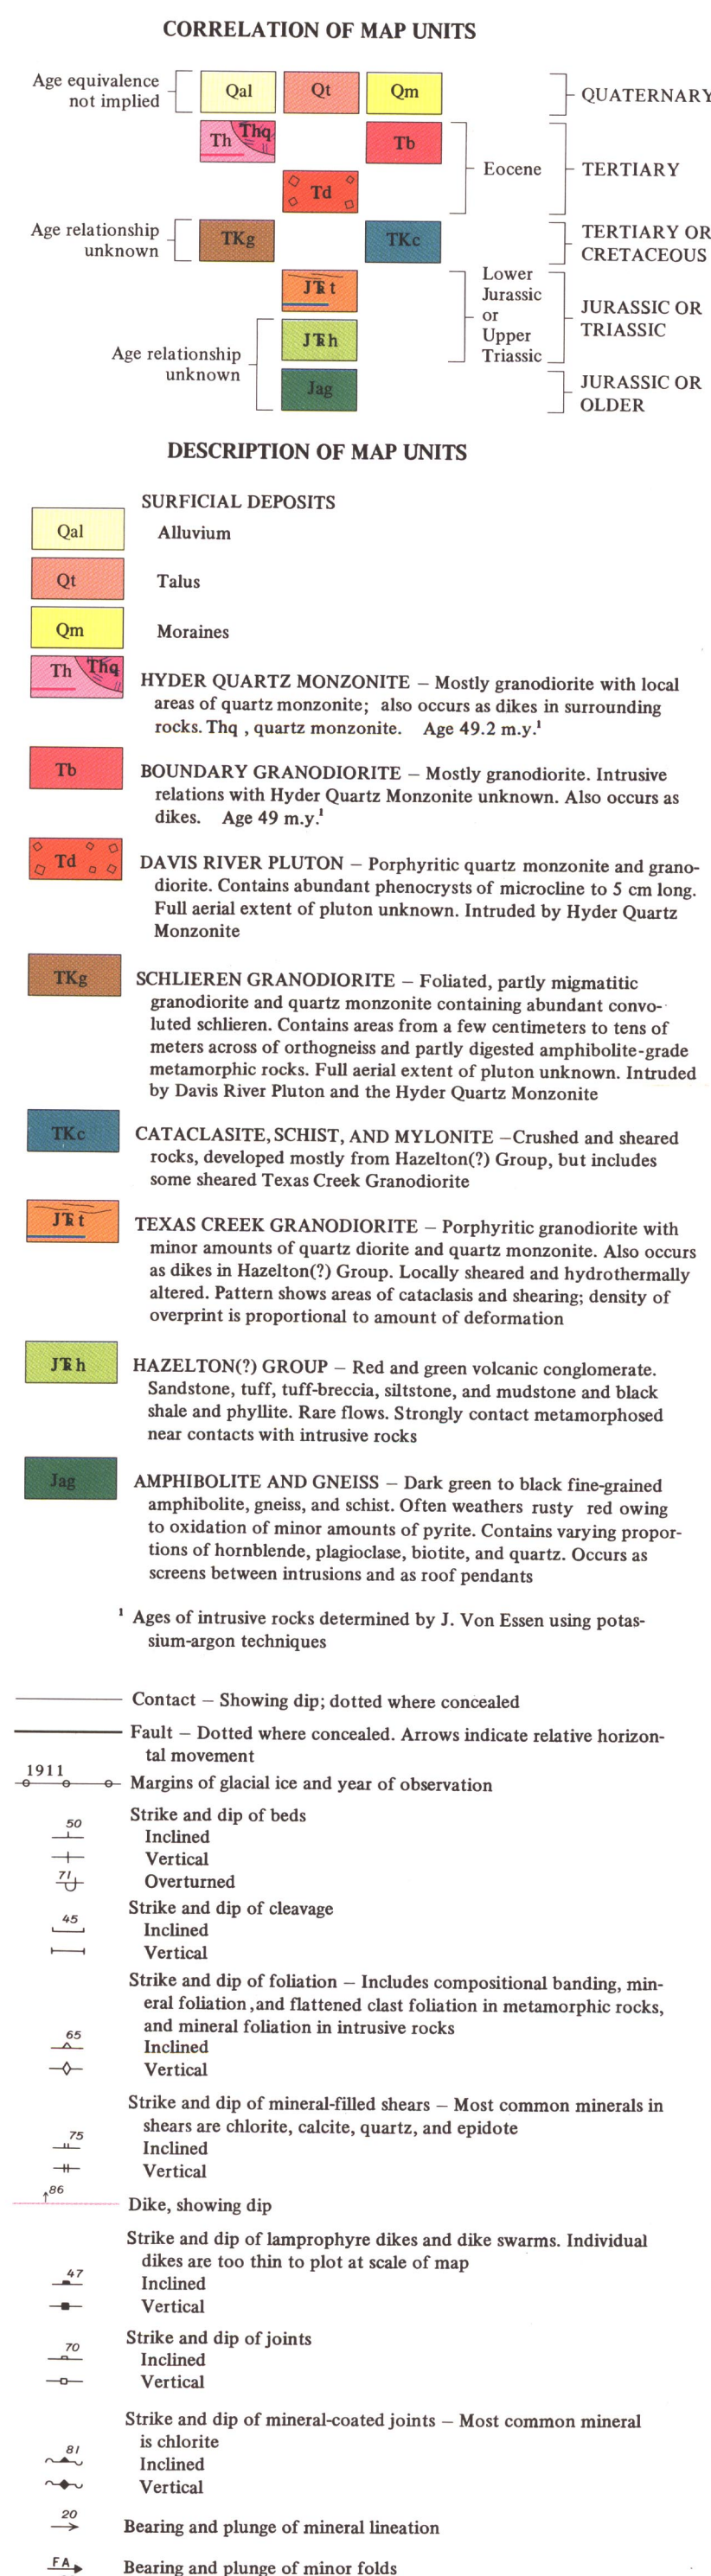 CORRELATION OF MAP UNITS
Age equivalence
not implied
Qal
Qt
Qm
QUATERNARY
Th
Thq
Tb
Td
Eocene
TERTIARY
Age relationship
unknown
TKg
TKc
TERTIARY OR
CRETACEOUS
JTRt
Lower
Jurassic
or
Upper
Triassic
JURASSIC OR
TRIASSIC
JTRh
Age relationship
unknown
Jag
JURASSIC OR
OLDER
DESCRIPTION OF MAP UNITS
SURFICIAL DEPOSITS
Qal Alluvium
Qt Talus
Qm Moraines
Th Thq HYDER QUARTZ MONZONITE – Mostly granodiorite with local
areas of quartz monzonite; also occurs as dikes in surrounding
rocks. Thq , quartz monzonite. Age 49.2 m.y.¹
Tb BOUNDARY GRANODIORITE – Mostly granodiorite. Intrusive
relations with Hyder Quartz Monzonite unknown. Also occurs as
dikes. Age 49 m.y.¹
Td DAVIS RIVER PLUTON – Porphyritic quartz monzonite and grano-
diorite. Contains abundant phenocrysts of microcline to 5 cm long.
Full aerial extent of pluton unknown. Intruded by Hyder Quartz
Monzonite
TKg SCHLIEREN GRANODIORITE – Foliated, partly migmatitic
granodiorite and quartz monzonite containing abundant convo-
luted schlieren. Contains areas from a few centimeters to tens of
meters across of orthogneiss and partly digested amphibolite-grade
metamorphic rocks. Full aerial extent of pluton unknown. Intruded
by Davis River Pluton and the Hyder Quartz Monzonite
TKc CATACLASITE, SCHIST, AND MYLONITE –Crushed and sheared
rocks, developed mostly from Hazelton(?) Group, but includes
some sheared Texas Creek Granodiorite
JTRt TEXAS CREEK GRANODIORITE – Porphyritic granodiorite with
minor amounts of quartz diorite and quartz monzonite. Also occurs
as dikes in Hazelton(?) Group. Locally sheared and hydrothermally
altered. Pattern shows areas of cataclasis and shearing; density of
overprint is proportional to amount of deformation
JTRh HAZELTON(?) GROUP – Red and green volcanic conglomerate.
Sandstone, tuff, tuff-breccia, siltstone, and mudstone and black
shale and phyllite. Rare flows. Strongly contact metamorphosed
near contacts with intrusive rocks
Jag AMPHIBOLITE AND GNEISS – Dark green to black fine-grained
amphibolite, gneiss, and schist. Often weathers rusty red owing
to oxidation of minor amounts of pyrite. Contains varying propor-
tions of hornblende, plagioclase, biotite, and quartz. Occurs as
screens between intrusions and as roof pendants
¹ Ages of intrusive rocks determined by J. Von Essen using potas-
sium-argon techniques
Contact – Showing dip; dotted where concealed
Fault – Dotted where concealed. Arrows indicate relative horizon-
tal movement
1911 Margins of glacial ice and year of observation
Strike and dip of beds
50 Inclined
Vertical
71 Overturned
Strike and dip of cleavage
45 Inclined
Vertical
Strike and dip of foliation – Includes compositional banding, min-
eral foliation ,and flattened clast foliation in metamorphic rocks,
and mineral foliation in intrusive rocks
65 Inclined
Vertical
Strike and dip of mineral-filled shears – Most common minerals in
shears are chlorite, calcite, quartz, and epidote
75 Inclined
Vertical
86 Dike, showing dip
Strike and dip of lamprophyre dikes and dike swarms. Individual
dikes are too thin to plot at scale of map
47 Inclined
Vertical
Strike and dip of joints
70 Inclined
Vertical
Strike and dip of mineral-coated joints – Most common mineral
is chlorite
81 Inclined
Vertical
20 Bearing and plunge of mineral lineation
FA Bearing and plunge of minor folds